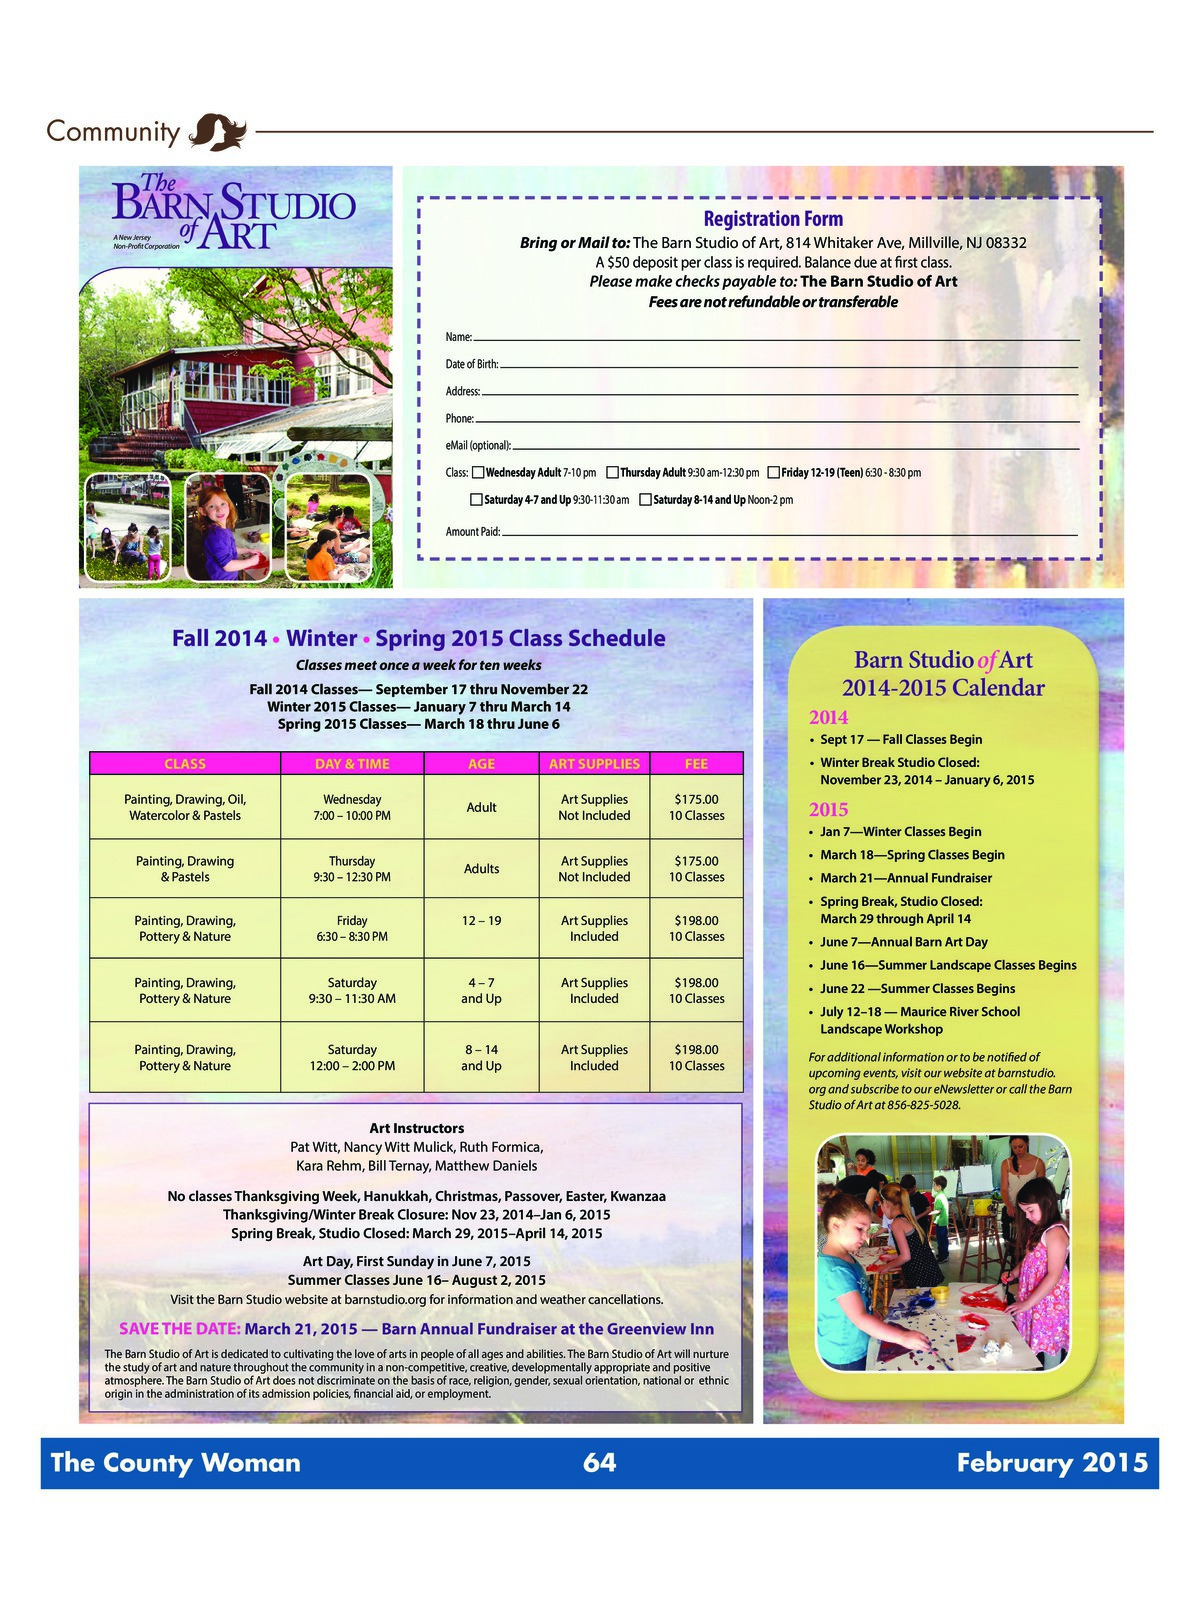 Community
The
BARN STUDIO
of ART
A New Jersey
Non-Profit Corporation
Registration Form
Bring or Mail to: The Barn Studio of Art, 814 Whitaker Ave, Millville, NJ 08332
A $50 deposit per class is required. Balance due at first class.
Please make checks payable to: The Barn Studio of Art
Fees are not refundable or transferable
Name:
Date of Birth:
Address:
Phone:
eMail (optional):
Class: Wednesday Adult 7-10 pm Thursday Adult 9:30 am-12:30 pm Friday 12-19 (Teen) 6:30 - 8:30 pm
Saturday 4-7 and Up 9:30-11:30 am Saturday 8-14 and Up Noon-2 pm
Amount Paid:
Fall 2014 • Winter • Spring 2015 Class Schedule
Classes meet once a week for ten weeks
Fall 2014 Classes— September 17 thru November 22
Winter 2015 Classes— January 7 thru March 14
Spring 2015 Classes— March 18 thru June 6
CLASS DAY & TIME AGE ART SUPPLIES FEE
Painting, Drawing, Oil, Wednesday Adult Art Supplies $175.00
Watercolor & Pastels 7:00 – 10:00 PM Not Included 10 Classes
Painting, Drawing Thursday Adults Art Supplies $175.00
& Pastels 9:30 – 12:30 PM Not Included 10 Classes
Painting, Drawing, Friday 12 – 19 Art Supplies $198.00
Pottery & Nature 6:30 – 8:30 PM Included 10 Classes
Painting, Drawing, Saturday 4 – 7 Art Supplies $198.00
Pottery & Nature 9:30 – 11:30 AM and Up Included 10 Classes
Painting, Drawing, Saturday 8 – 14 Art Supplies $198.00
Pottery & Nature 12:00 – 2:00 PM and Up Included 10 Classes
Art Instructors
Pat Witt, Nancy Witt Mulick, Ruth Formica,
Kara Rehm, Bill Ternay, Matthew Daniels
No classes Thanksgiving Week, Hanukkah, Christmas, Passover, Easter, Kwanzaa
Thanksgiving/Winter Break Closure: Nov 23, 2014–Jan 6, 2015
Spring Break, Studio Closed: March 29, 2015–April 14, 2015
Art Day, First Sunday in June 7, 2015
Summer Classes June 16– August 2, 2015
Visit the Barn Studio website at barnstudio.org for information and weather cancellations.
SAVE THE DATE: March 21, 2015 — Barn Annual Fundraiser at the Greenview Inn
The Barn Studio of Art is dedicated to cultivating the love of arts in people of all ages and abilities. The Barn Studio of Art will nurture
the study of art and nature throughout the community in a non-competitive, creative, developmentally appropriate and positive
atmosphere. The Barn Studio of Art does not discriminate on the basis of race, religion, gender, sexual orientation, national or ethnic
origin in the administration of its admission policies, financial aid, or employment.
Barn Studio of Art
2014-2015 Calendar
2014
• Sept 17 — Fall Classes Begin
• Winter Break Studio Closed:
November 23, 2014 – January 6, 2015
2015
• Jan 7—Winter Classes Begin
• March 18—Spring Classes Begin
• March 21—Annual Fundraiser
• Spring Break, Studio Closed:
March 29 through April 14
• June 7—Annual Barn Art Day
• June 16—Summer Landscape Classes Begins
• June 22 —Summer Classes Begins
• July 12–18 — Maurice River School
Landscape Workshop
For additional information or to be notified of
upcoming events, visit our website at barnstudio.
org and subscribe to our eNewsletter or call the Barn
Studio of Art at 856-825-5028.
The County Woman 64 February 2015